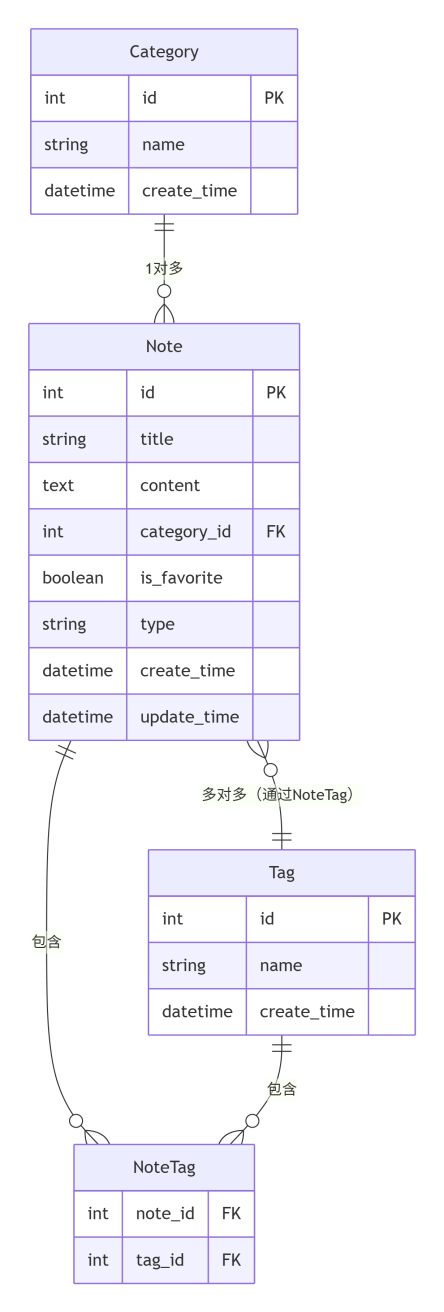 Category
int id PK
string name
datetime create_time
1对多
Note
int id PK
string title
text content
int category_id FK
boolean is_favorite
string type
datetime create_time
datetime update_time
多对多（通过NoteTag）
Tag
int id PK
string name
datetime create_time
包含
包含
NoteTag
int note_id FK
int tag_id FK